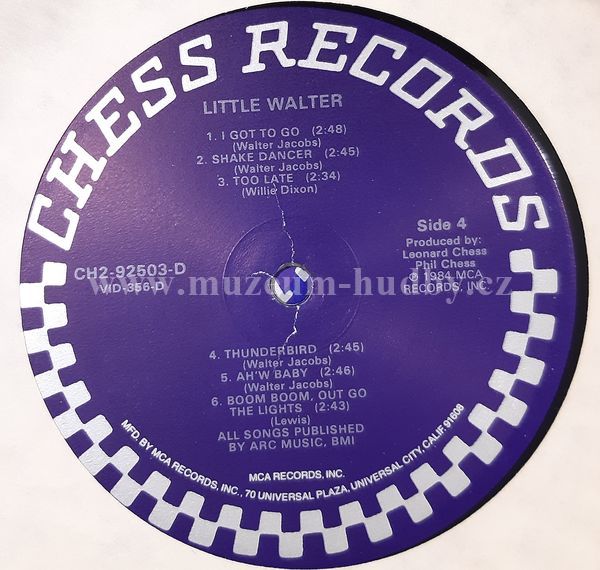 CHESS RECORDS
LITTLE WALTER
1. I GOT TO GO (2:48)
(Walter Jacobs)
2. SHAKE DANCER (2:45)
(Walter Jacobs)
3. TOO LATE (2:34)
(Willie Dixon)
Side 4
Produced by:
Leonard Chess
Phil Chess
℗ 1984 MCA
RECORDS, INC.
CH2-92503-D
VID-356-D
www.muzeum-hudby.cz
4. THUNDERBIRD (2:45)
(Walter Jacobs)
5. AH'W BABY (2:46)
(Walter Jacobs)
6. BOOM BOOM, OUT GO
THE LIGHTS (2:43)
(Lewis)
ALL SONGS PUBLISHED
BY ARC MUSIC, BMI
MCA RECORDS, INC.
MFD. BY MCA RECORDS, INC., 70 UNIVERSAL PLAZA, UNIVERSAL CITY, CALIF. 91608